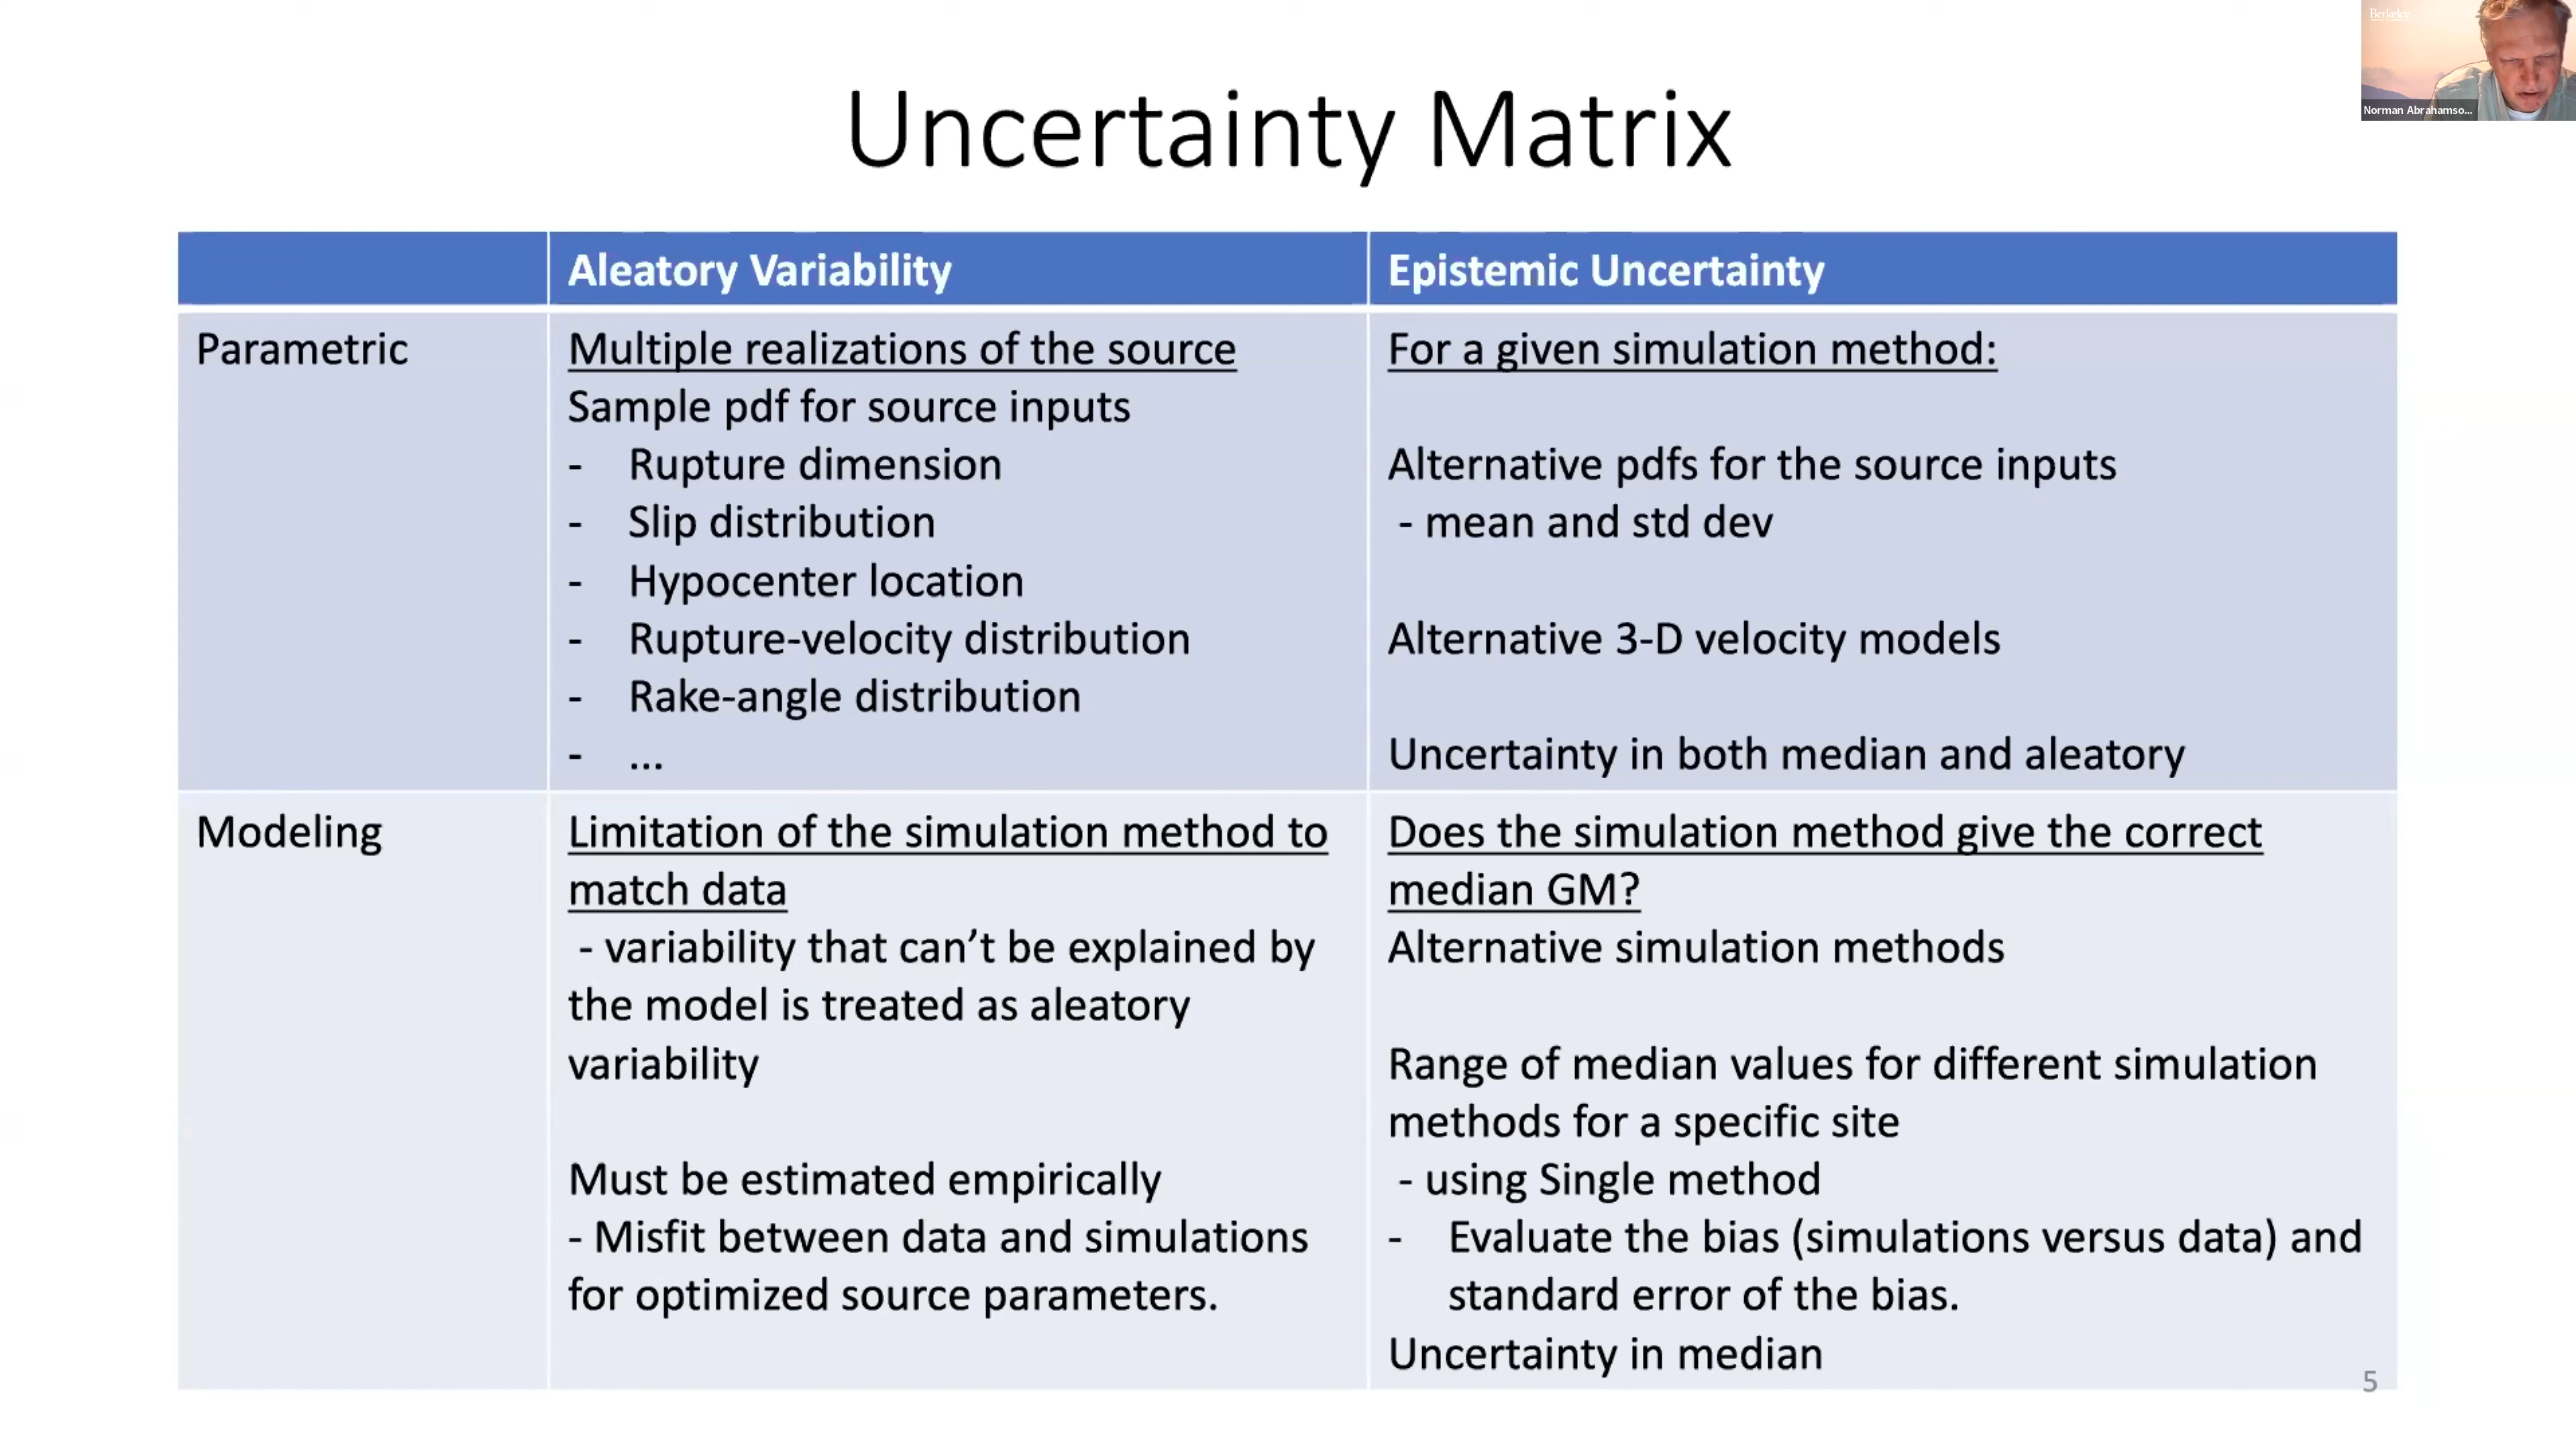 Berkeley
Norman Abrahamso...
Uncertainty Matrix
Aleatory Variability
Epistemic Uncertainty
Parametric
Multiple realizations of the source
Sample pdf for source inputs
- Rupture dimension
- Slip distribution
- Hypocenter location
- Rupture-velocity distribution
- Rake-angle distribution
- ...
For a given simulation method:
Alternative pdfs for the source inputs
- mean and std dev
Alternative 3-D velocity models
Uncertainty in both median and aleatory
Modeling
Limitation of the simulation method to
match data
- variability that can’t be explained by
the model is treated as aleatory
variability
Must be estimated empirically
- Misfit between data and simulations
for optimized source parameters.
Does the simulation method give the correct
median GM?
Alternative simulation methods
Range of median values for different simulation
methods for a specific site
- using Single method
- Evaluate the bias (simulations versus data) and
standard error of the bias.
Uncertainty in median
5